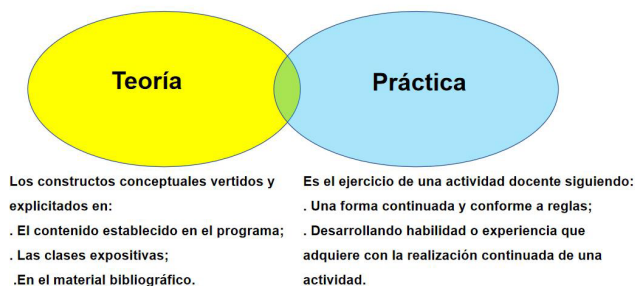 Teoría
Práctica
Los constructos conceptuales vertidos y
explicitados en:
. El contenido establecido en el programa;
. Las clases expositivas;
.En el material bibliográfico.
Es el ejercicio de una actividad docente siguiendo:
. Una forma continuada y conforme a reglas;
. Desarrollando habilidad o experiencia que
adquiere con la realización continuada de una
actividad.